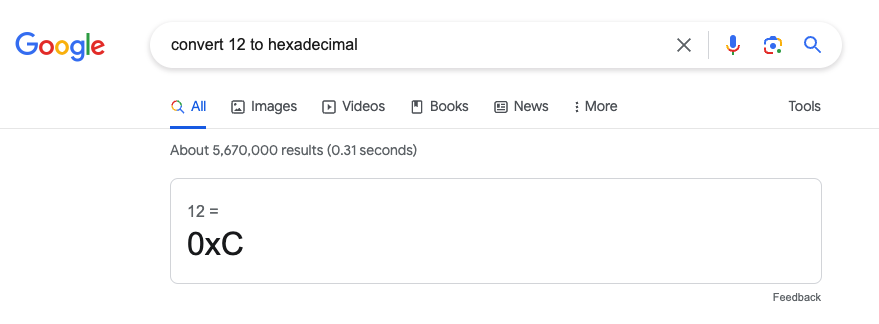 Google
convert 12 to hexadecimal
All Images Videos Books News More Tools
About 5,670,000 results (0.31 seconds)
12 =
0xC
Feedback